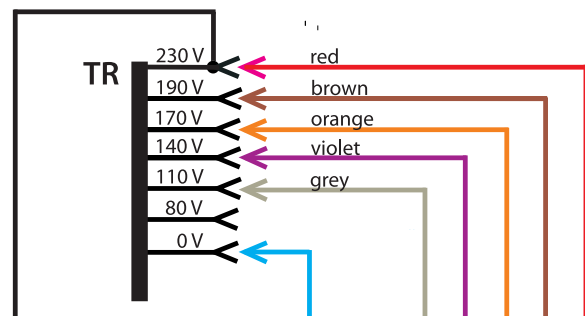 230 V red
TR
190 V brown
170 V orange
140 V violet
110 V grey
80 V
0 V